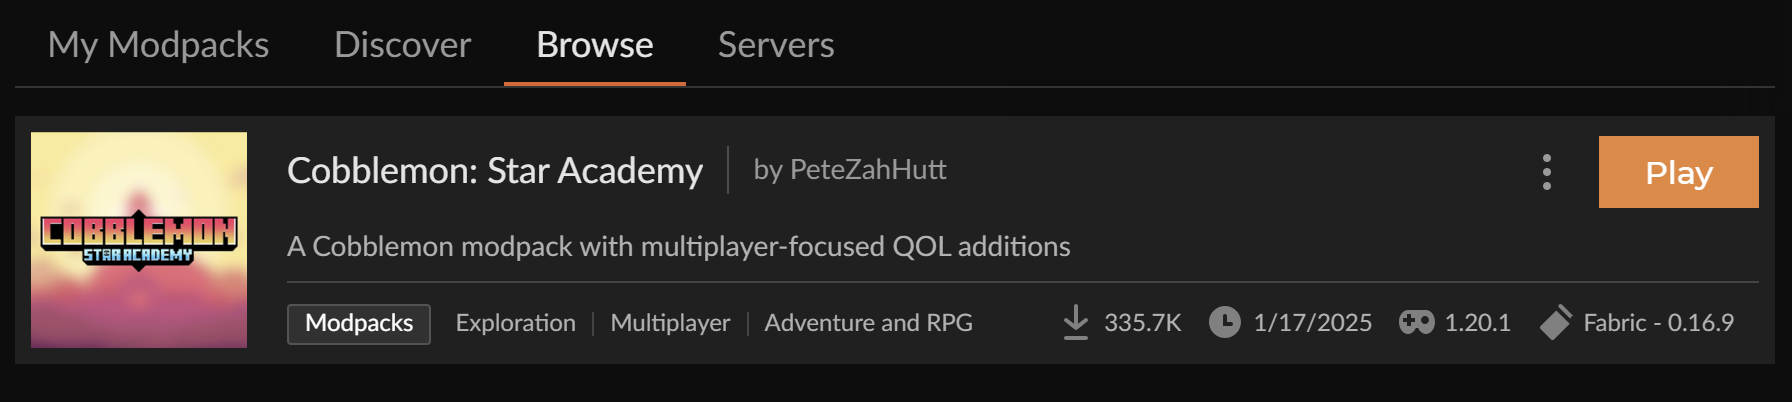 My Modpacks Discover Browse Servers
COBBLEMON
STAR ACADEMY
Cobblemon: Star Academy by PeteZahHutt
Play
A Cobblemon modpack with multiplayer-focused QOL additions
Modpacks Exploration Multiplayer Adventure and RPG 335.7K 1/17/2025 1.20.1 Fabric - 0.16.9